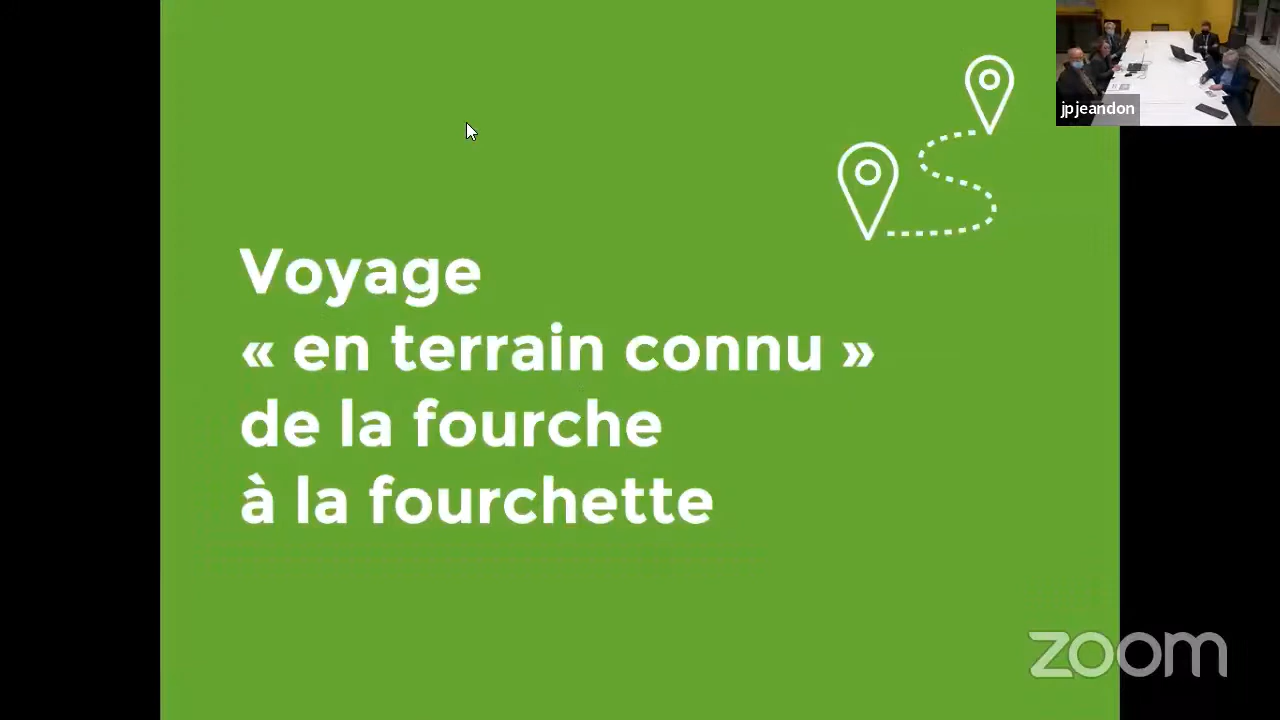 jpjeandon
Voyage
« en terrain connu »
de la fourche
à la fourchette
zoom